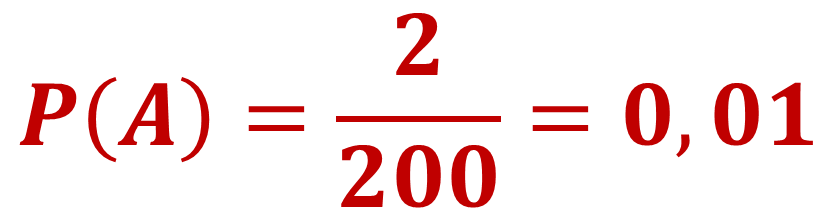 P(A) = 2/200 = 0,01